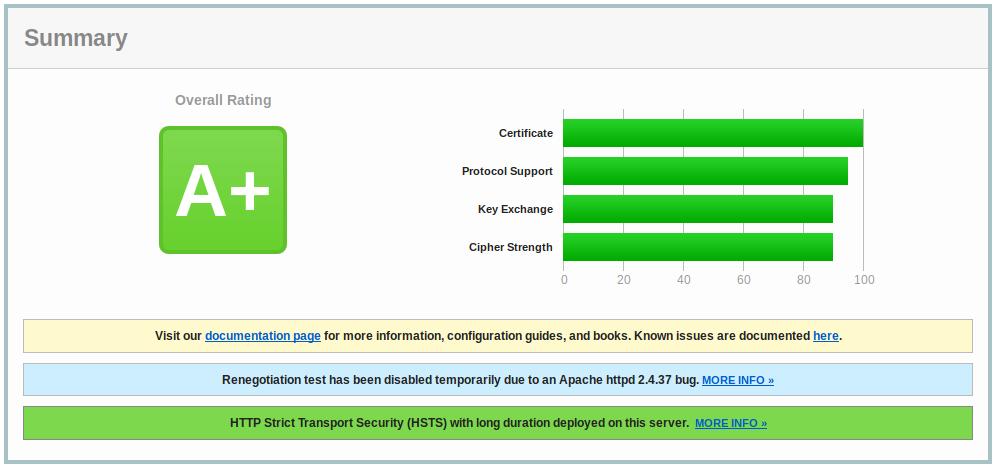 Summary
Overall Rating
A+
Certificate
Protocol Support
Key Exchange
Cipher Strength
0 20 40 60 80 100
Visit our documentation page for more information, configuration guides, and books. Known issues are documented here.
Renegotiation test has been disabled temporarily due to an Apache httpd 2.4.37 bug. MORE INFO »
HTTP Strict Transport Security (HSTS) with long duration deployed on this server. MORE INFO »